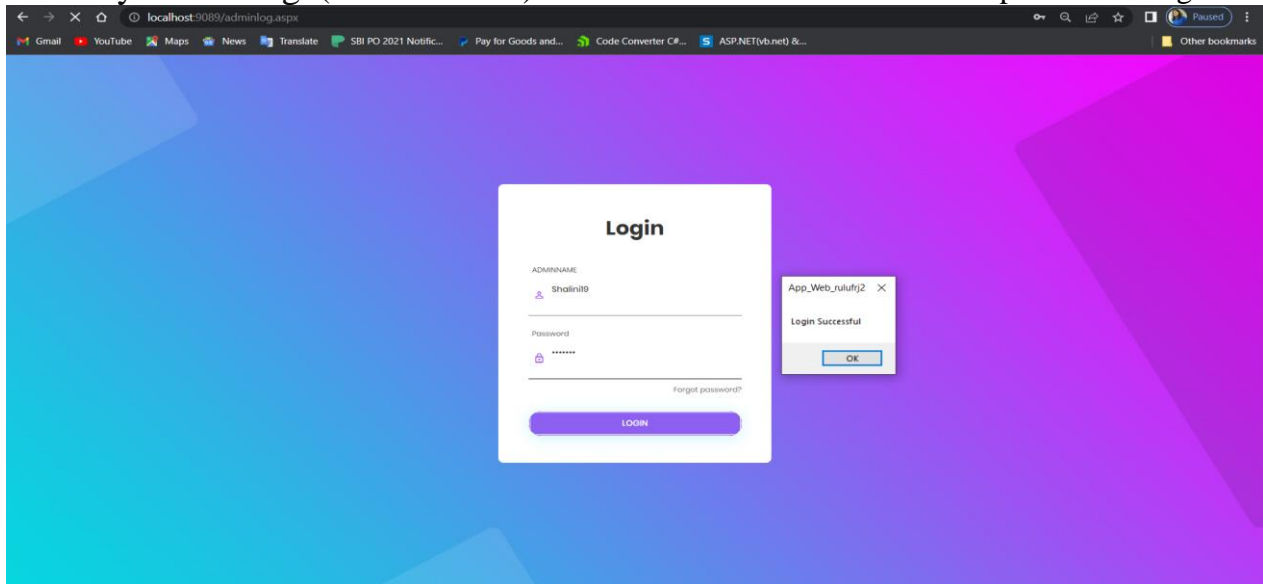 localhost:9089/adminlog.aspx Paused
Gmail YouTube Maps News Translate SBI PO 2021 Notific... Pay for Goods and... Code Converter C#... ASP.NET(vb.net) &... Other bookmarks
Login
ADMINNAME
Shalini19
App_Web_rulufrj2
Login Successful
OK
Password
•••••••
Forgot password?
LOGIN